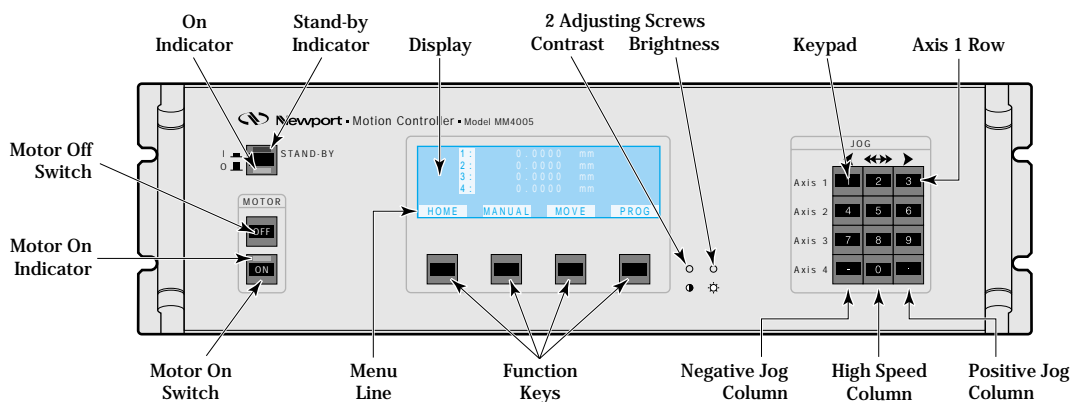 On
Indicator
Stand-by
Indicator
Display
2 Adjusting Screws
Contrast Brightness
Keypad
Axis 1 Row
Newport ▪ Motion Controller ▪ Model MM4005
I
O
STAND-BY
Motor Off
Switch
MOTOR
OFF
ON
Motor On
Indicator
Motor On
Switch
1: 0.0000 mm
2: 0.0000 mm
3: 0.0000 mm
4: 0.0000 mm
HOME MANUAL MOVE PROG
Menu
Line
Function
Keys
JOG
Axis 1 1 2 3
Axis 2 4 5 6
Axis 3 7 8 9
Axis 4 - 0 ·
Negative Jog
Column
High Speed
Column
Positive Jog
Column